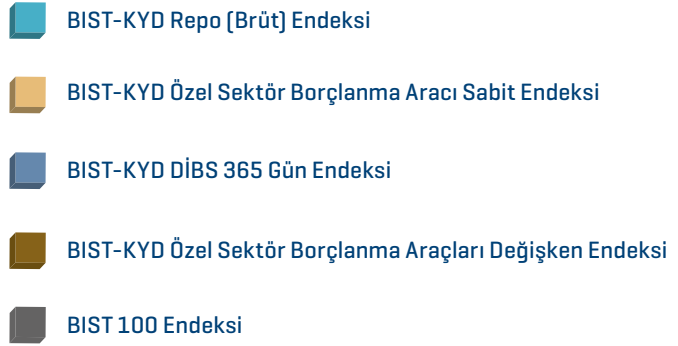 BIST-KYD Repo (Brüt) Endeksi
BIST-KYD Özel Sektör Borçlanma Aracı Sabit Endeksi
BIST-KYD DİBS 365 Gün Endeksi
BIST-KYD Özel Sektör Borçlanma Araçları Değişken Endeksi
BIST 100 Endeksi